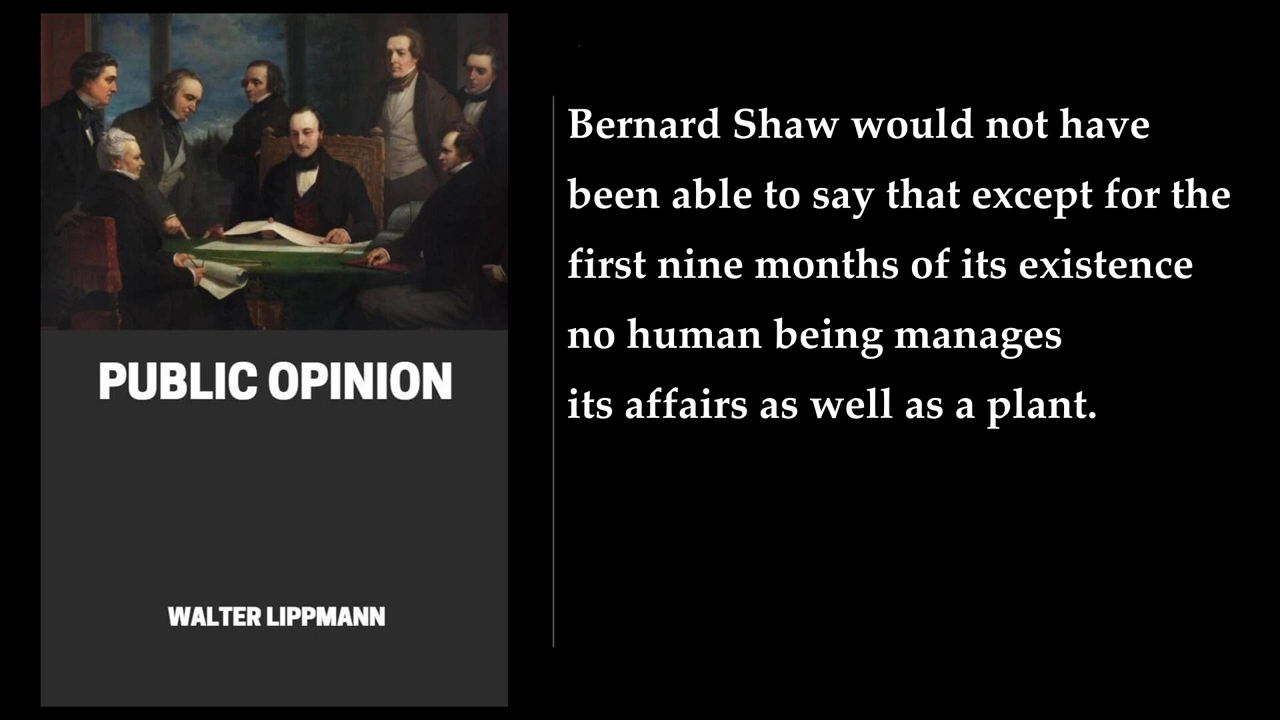 PUBLIC OPINION
WALTER LIPPMANN
Bernard Shaw would not have
been able to say that except for the
first nine months of its existence
no human being manages
its affairs as well as a plant.